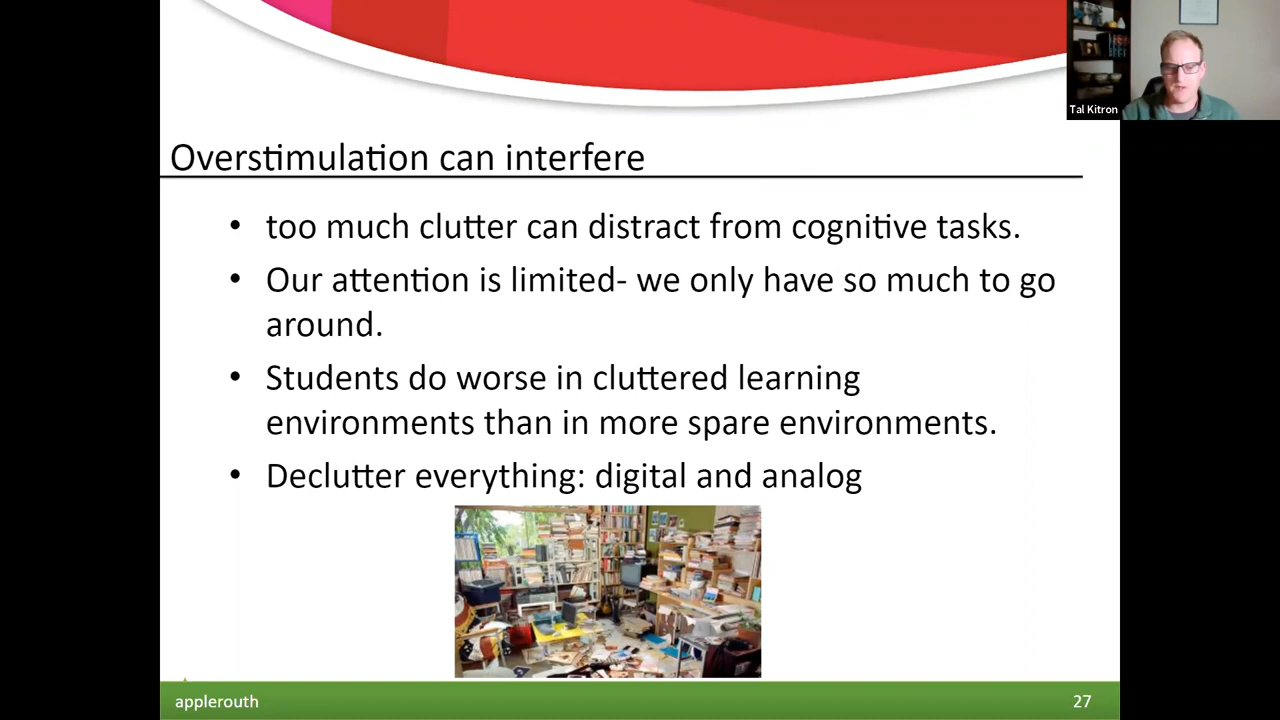 Tal Kitron
Overstimulation can interfere
• too much clutter can distract from cognitive tasks.
• Our attention is limited- we only have so much to go
around.
• Students do worse in cluttered learning
environments than in more spare environments.
• Declutter everything: digital and analog
applerouth
27